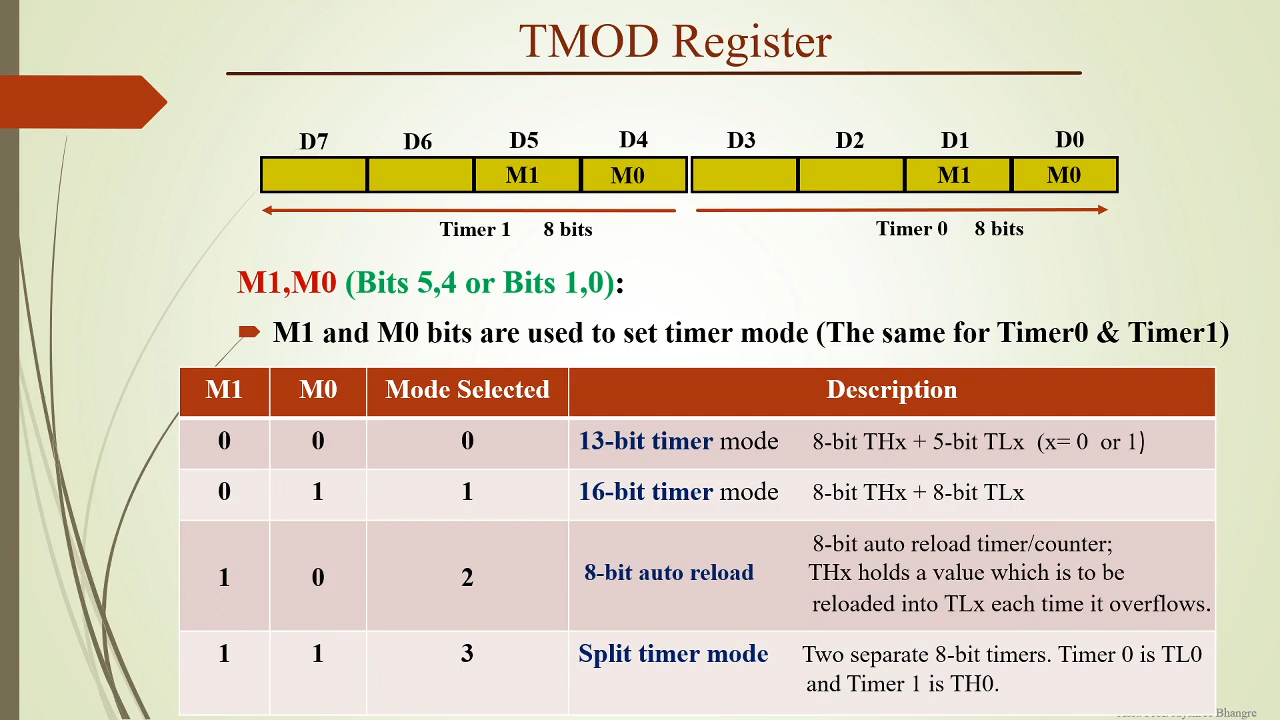 TMOD Register
D7 D6 D5 D4 D3 D2 D1 D0
M1 M0 M1 M0
Timer 1 8 bits Timer 0 8 bits
M1,M0 (Bits 5,4 or Bits 1,0):
M1 and M0 bits are used to set timer mode (The same for Timer0 & Timer1)
M1 M0 Mode Selected Description
0 0 0 13-bit timer mode 8-bit THx + 5-bit TLx (x= 0 or 1)
0 1 1 16-bit timer mode 8-bit THx + 8-bit TLx
1 0 2 8-bit auto reload 8-bit auto reload timer/counter;
THx holds a value which is to be
reloaded into TLx each time it overflows.
1 1 3 Split timer mode Two separate 8-bit timers. Timer 0 is TL0
and Timer 1 is TH0.
Bhangre